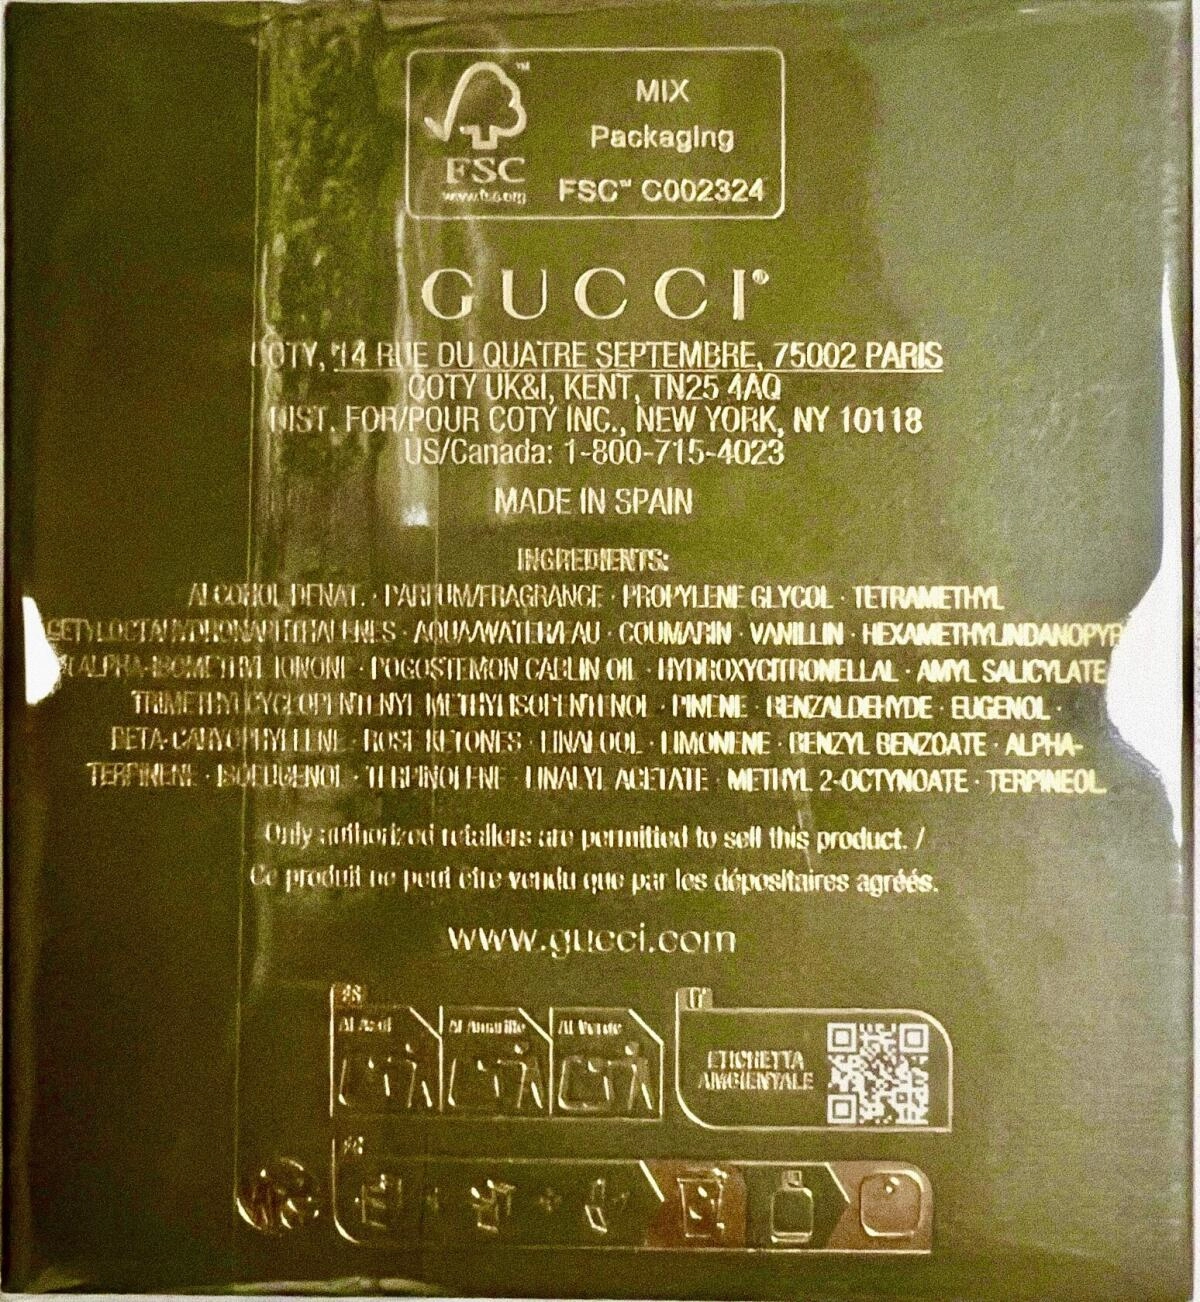 MIX
Packaging
FSC™ C002324
FSC
www.fsc.org
GUCCI®
COTY, 14 RUE DU QUATRE SEPTEMBRE, 75002 PARIS
COTY UK&I, KENT, TN25 4AQ
DIST. FOR/POUR COTY INC., NEW YORK, NY 10118
US/Canada: 1-800-715-4023
MADE IN SPAIN
INGREDIENTS:
ALCOHOL DENAT. · PARFUM/FRAGRANCE · PROPYLENE GLYCOL · TETRAMETHYL
ACETYLOCTAHYDRONAPHTHALENES · AQUA/WATER/EAU · COUMARIN · VANILLIN · HEXAMETHYLINDANOPYR
ALPHA-ISOMETHYL IONONE · POGOSTEMON CABLIN OIL · HYDROXYCITRONELLAL · AMYL SALICYLATE
TRIMETHYLCYCLOPENTENYL METHYLISOPENTENOL · PINENE · BENZALDEHYDE · EUGENOL ·
BETA-CARYOPHYLLENE · ROSE KETONES · LINALOOL · LIMONENE · BENZYL BENZOATE · ALPHA-
TERPINENE · ISOEUGENOL · TERPINOLENE · LINALYL ACETATE · METHYL 2-OCTYNOATE · TERPINEOL.
Only authorized retailers are permitted to sell this product. /
Ce produit ne peut être vendu que par les dépositaires agréés.
www.gucci.com
ES
Al Azul
Al Amarillo
Al Verde
IT
ETICHETTA
AMBIENTALE
FR